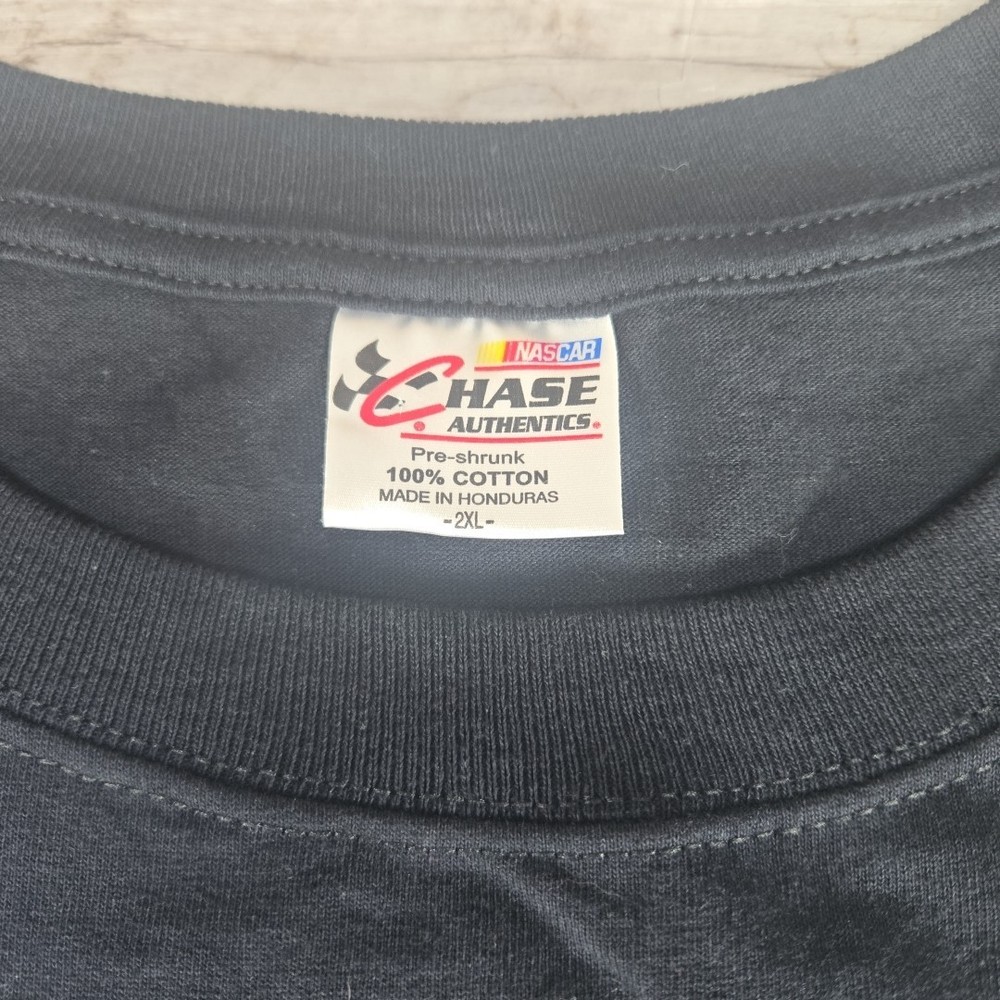 NASCAR
CHASE
AUTHENTICS
Pre-shrunk
100% COTTON
MADE IN HONDURAS
-2XL-